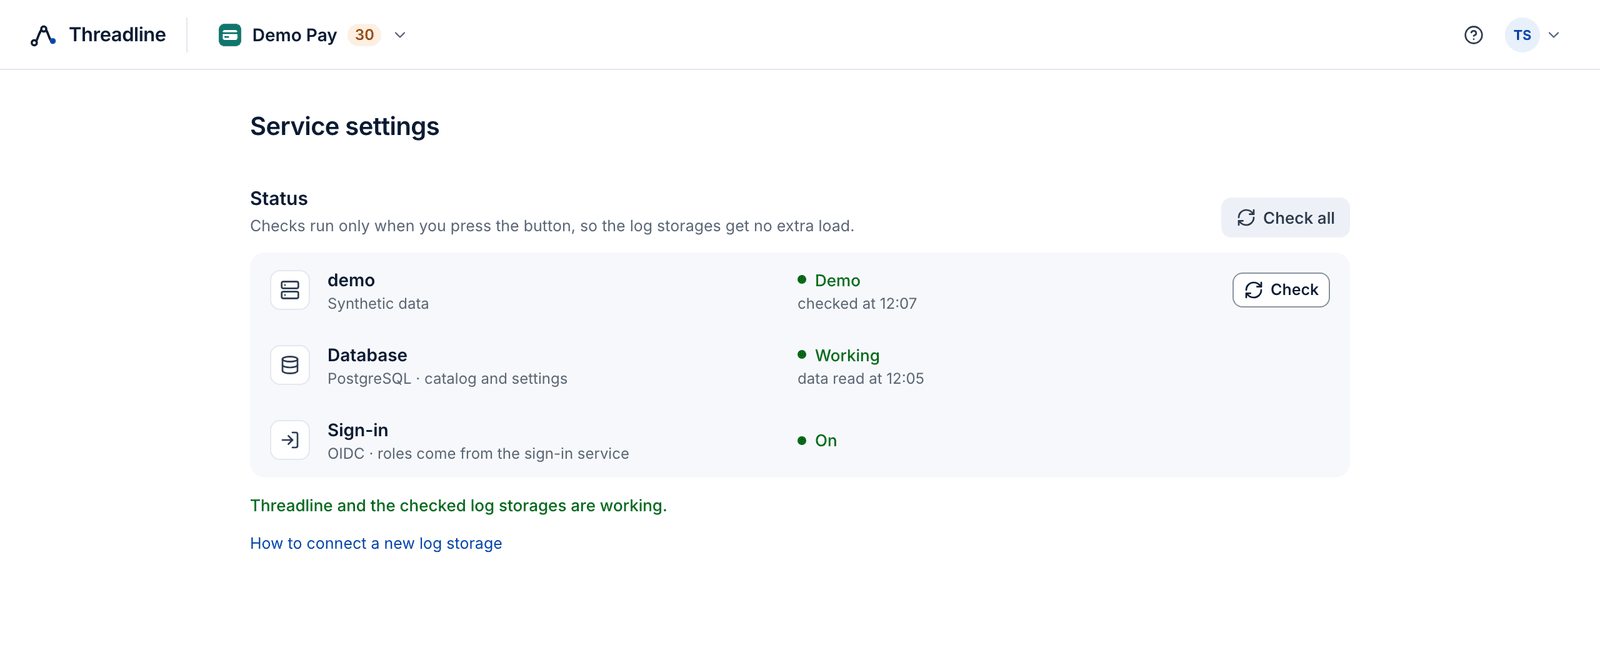 Threadline
Demo Pay 30
TS
Service settings
Status
Checks run only when you press the button, so the log storages get no extra load.
Check all
demo
Synthetic data
Demo
checked at 12:07
Check
Database
PostgreSQL · catalog and settings
Working
data read at 12:05
Sign-in
OIDC · roles come from the sign-in service
On
Threadline and the checked log storages are working.
How to connect a new log storage